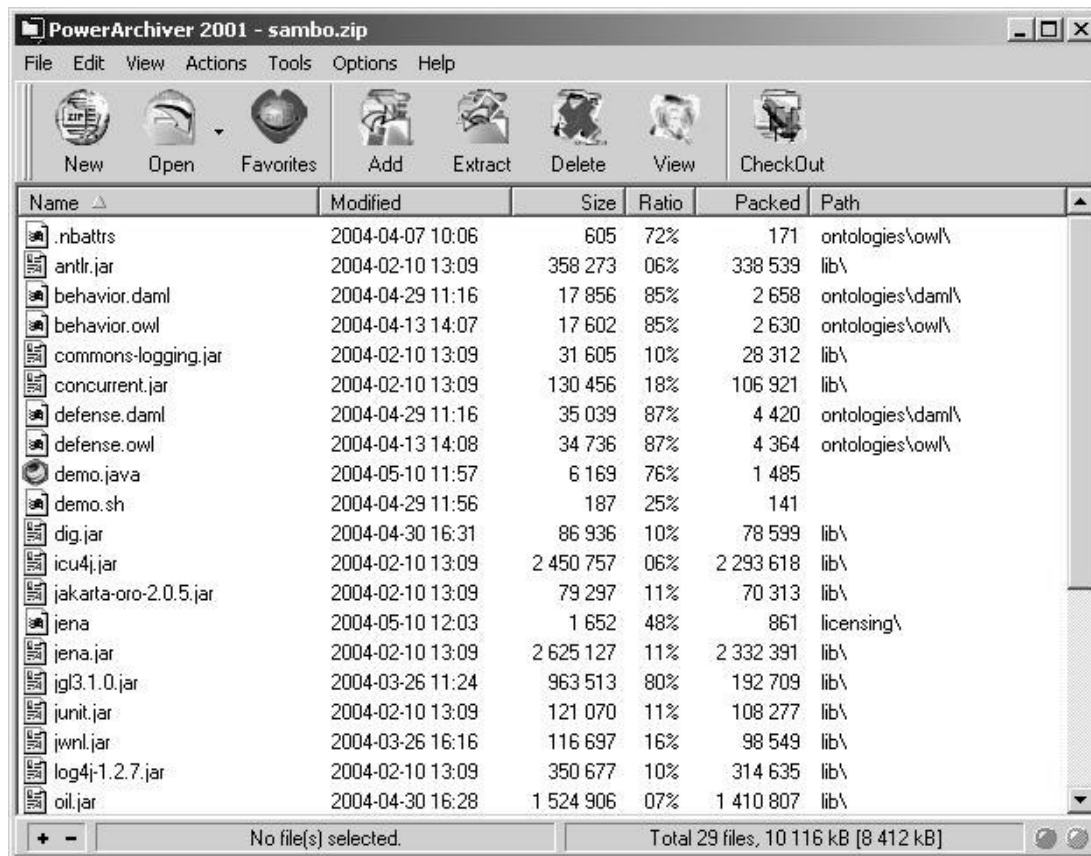 PowerArchiver 2001 - sambo.zip
File Edit View Actions Tools Options Help
New Open Favorites Add Extract Delete View CheckOut
Name Modified Size Ratio Packed Path
.nbattrs 2004-04-07 10:06 605 72% 171 ontologies\owl\
antlr.jar 2004-02-10 13:09 358 273 06% 338 539 lib\
behavior.daml 2004-04-29 11:16 17 856 85% 2 658 ontologies\daml\
behavior.owl 2004-04-13 14:07 17 602 85% 2 630 ontologies\owl\
commons-logging.jar 2004-02-10 13:09 31 605 10% 28 312 lib\
concurrent.jar 2004-02-10 13:09 130 456 18% 106 921 lib\
defense.daml 2004-04-29 11:16 35 039 87% 4 420 ontologies\daml\
defense.owl 2004-04-13 14:08 34 736 87% 4 364 ontologies\owl\
demo.java 2004-05-10 11:57 6 169 76% 1 485
demo.sh 2004-04-29 11:56 187 25% 141
dig.jar 2004-04-30 16:31 86 936 10% 78 599 lib\
icu4j.jar 2004-02-10 13:09 2 450 757 06% 2 293 618 lib\
jakarta-oro-2.0.5.jar 2004-02-10 13:09 79 297 11% 70 313 lib\
jena 2004-05-10 12:03 1 652 48% 861 licensing\
jena.jar 2004-02-10 13:09 2 625 127 11% 2 332 391 lib\
jgl3.1.0.jar 2004-03-26 11:24 963 513 80% 192 709 lib\
junit.jar 2004-02-10 13:09 121 070 11% 108 277 lib\
jwnl.jar 2004-03-26 16:16 116 697 16% 98 549 lib\
log4j-1.2.7.jar 2004-02-10 13:09 350 677 10% 314 635 lib\
oil.jar 2004-04-30 16:28 1 524 906 07% 1 410 807 lib\
No file(s) selected. Total 29 files, 10 116 kB [8 412 kB]